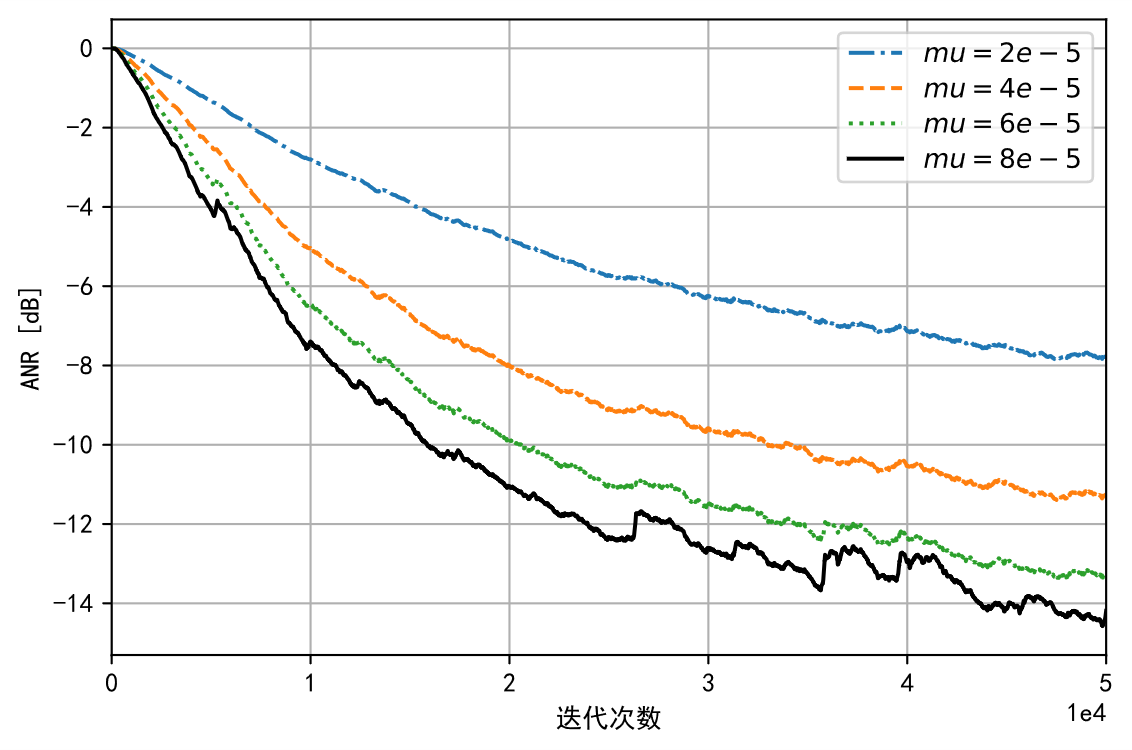 mu = 2e − 5
mu = 4e − 5
mu = 6e − 5
mu = 8e − 5
0
−2
−4
−6
−8
−10
−12
−14
ANR [dB]
0 1 2 3 4 5
1e4
迭代次数